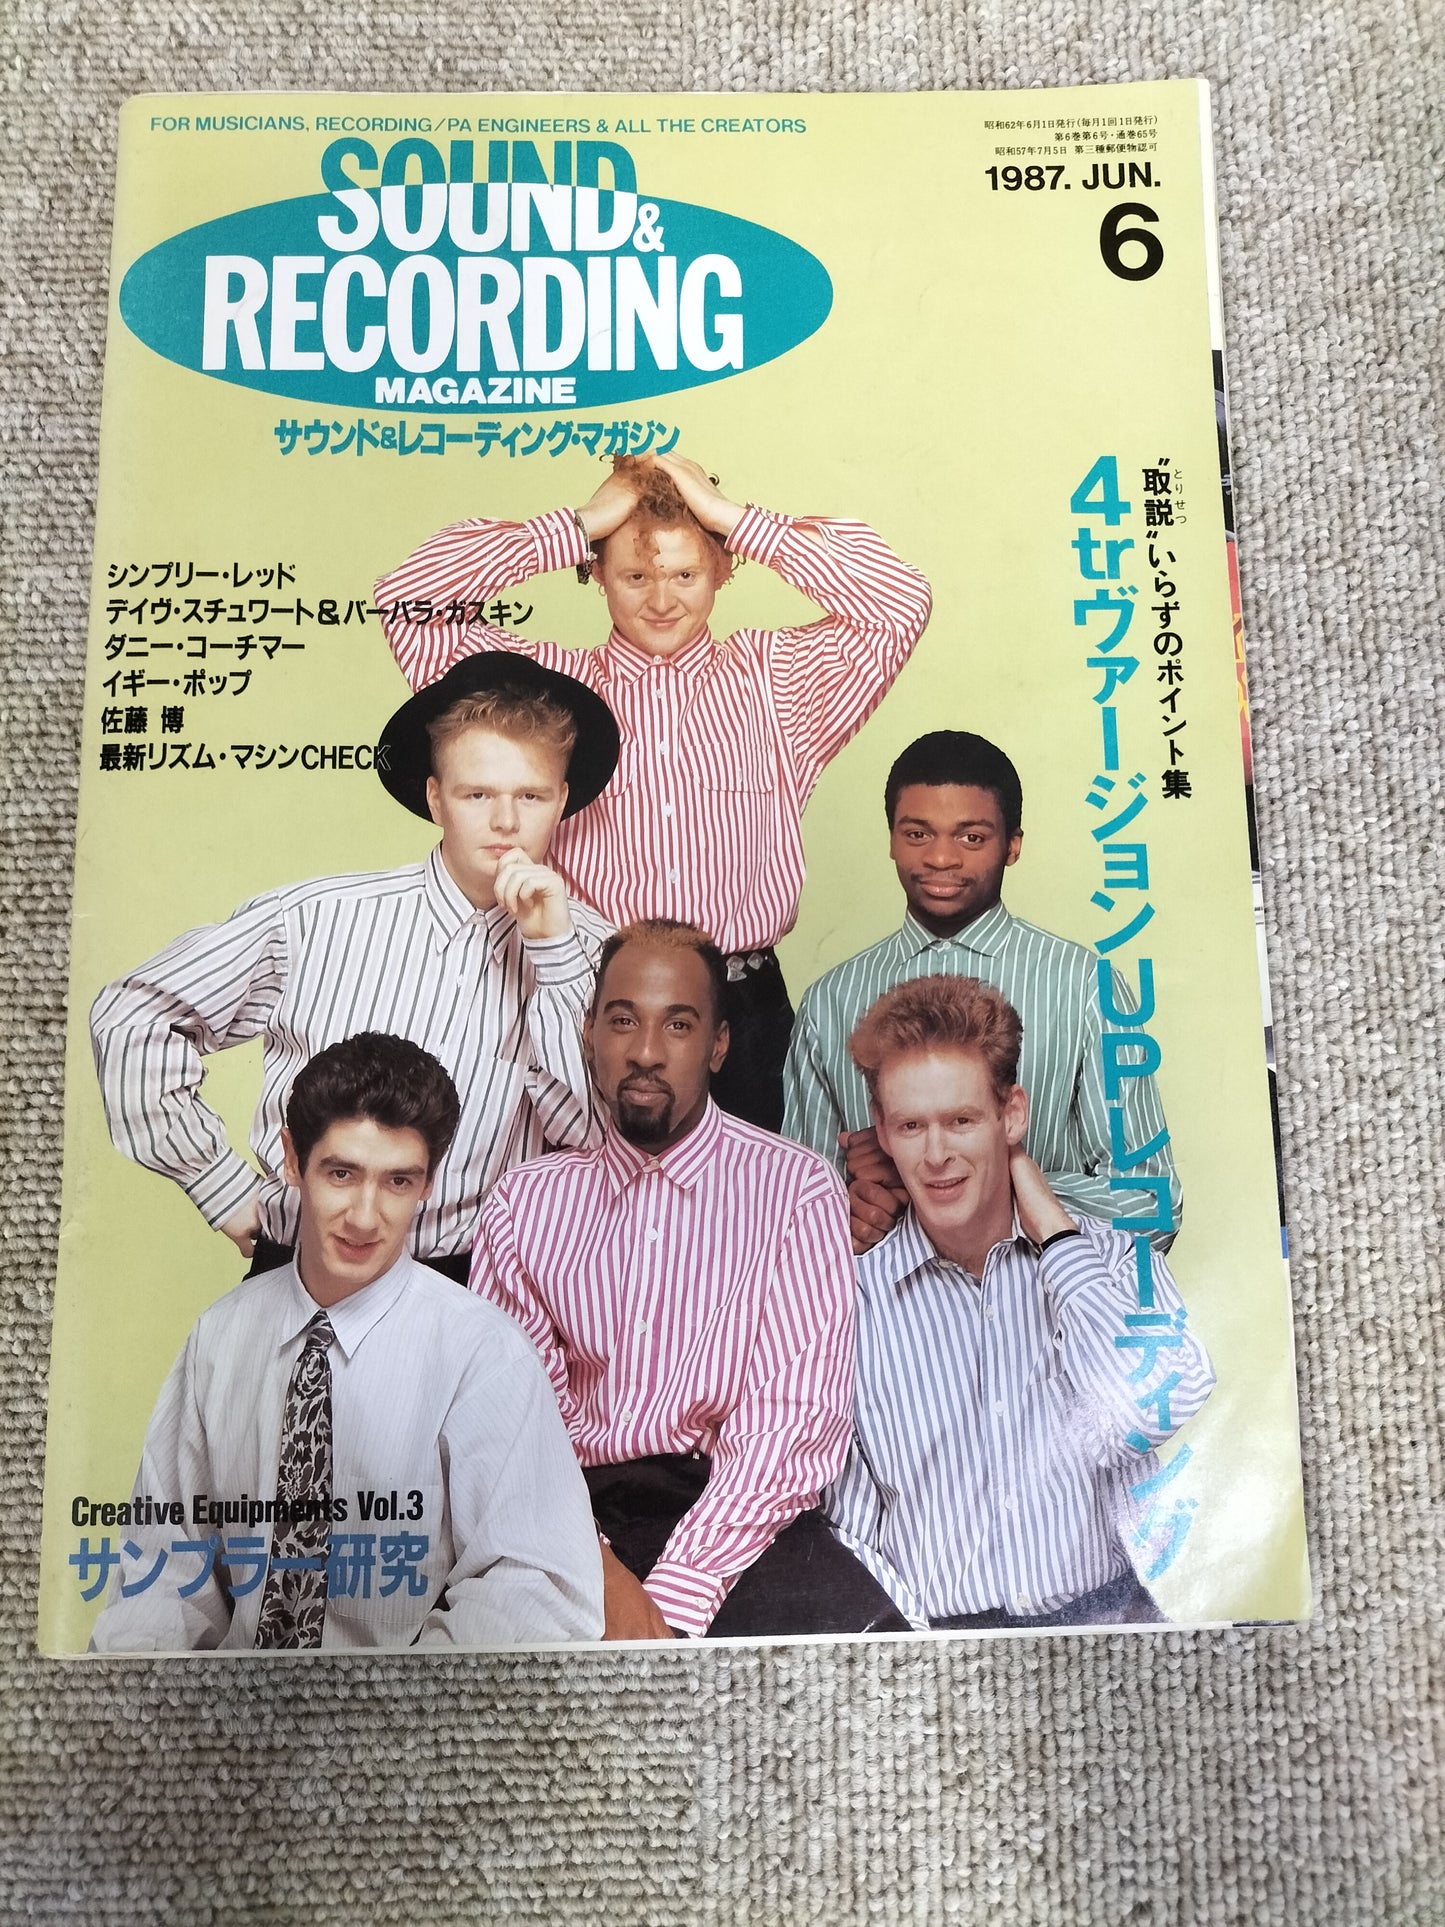 FOR MUSICIANS, RECORDING/PA ENGINEERS & ALL THE CREATORS
SOUND &
RECORDING
MAGAZINE
サウンド&レコーディング・マガジン
昭和62年6月1日発行(毎月1回1日発行)
第6巻第6号・通巻65号
昭和57年7月5日 第三種郵便物認可
1987. JUN.
6
とりせつ
"取説"いらずのポイント集
4trヴァージョンUPレコーディング
シンプリー・レッド
デイヴ・スチュワート&バーバラ・ガスキン
ダニー・コーチマー
イギー・ポップ
佐藤 博
最新リズム・マシンCHECK
Creative Equipments Vol.3
サンプラー研究